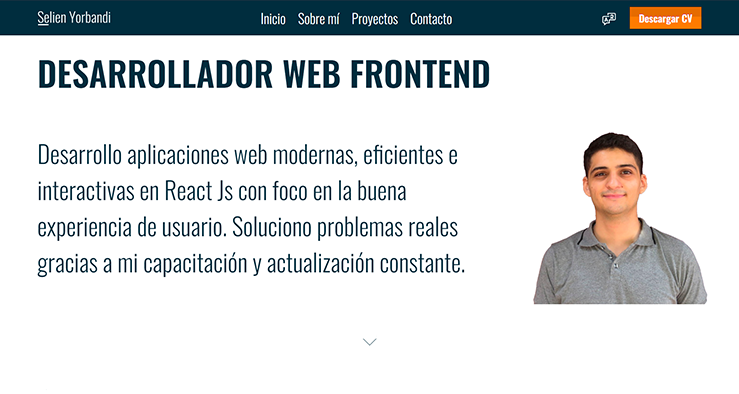 Selien Yorbandi
Inicio Sobre mí Proyectos Contacto
Descargar CV
DESARROLLADOR WEB FRONTEND
Desarrollo aplicaciones web modernas, eficientes e
interactivas en React Js con foco en la buena
experiencia de usuario. Soluciono problemas reales
gracias a mi capacitación y actualización constante.